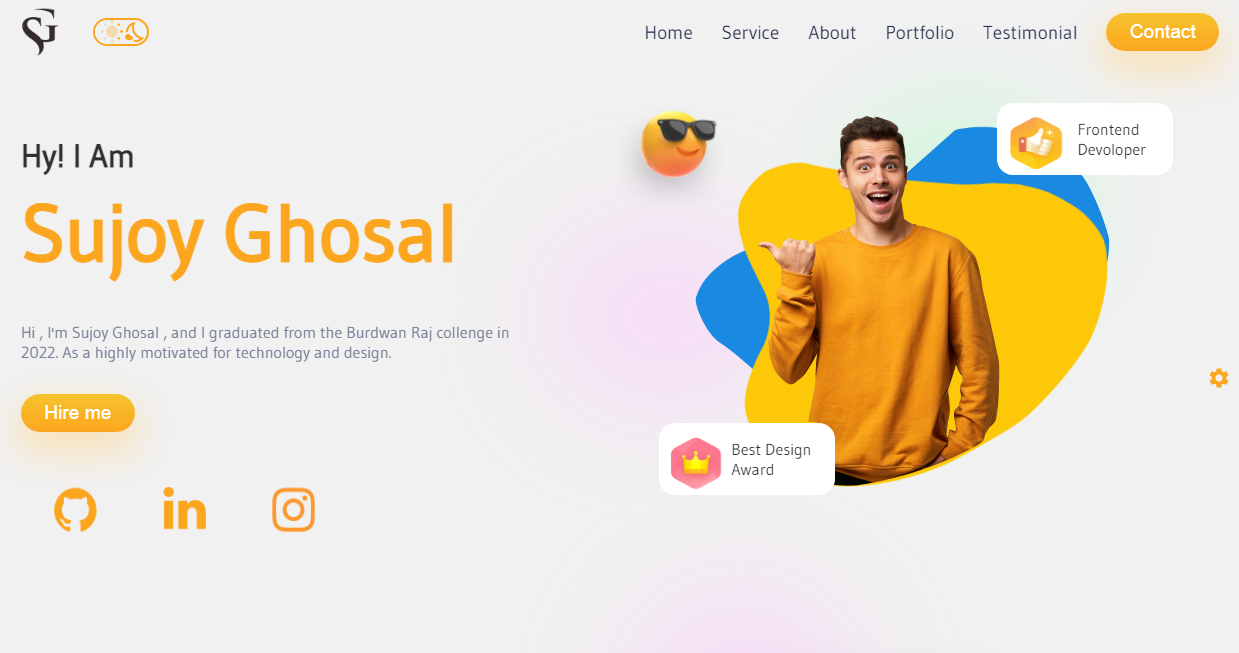 SG
Home Service About Portfolio Testimonial Contact
Hy! I Am
Sujoy Ghosal
Hi , I'm Sujoy Ghosal , and I graduated from the Burdwan Raj collenge in
2022. As a highly motivated for technology and design.
Hire me
in
Frontend
Devoloper
Best Design
Award